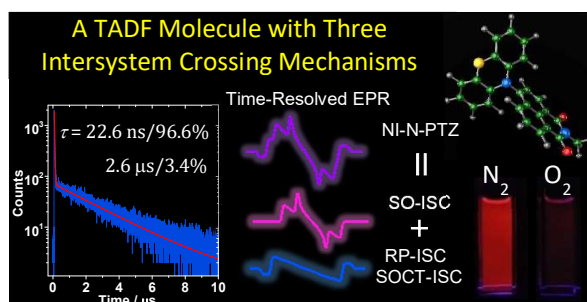 A TADF Molecule with Three
Intersystem Crossing Mechanisms
Time-Resolved EPR
NI-N-PTZ
=
SO-ISC
+
RP-ISC
SOCT-ISC
N2
O2
τ = 22.6 ns/96.6%
2.6 μs/3.4%
Counts
10³
10²
10¹
0 2 4 6 8 10
Time / μs